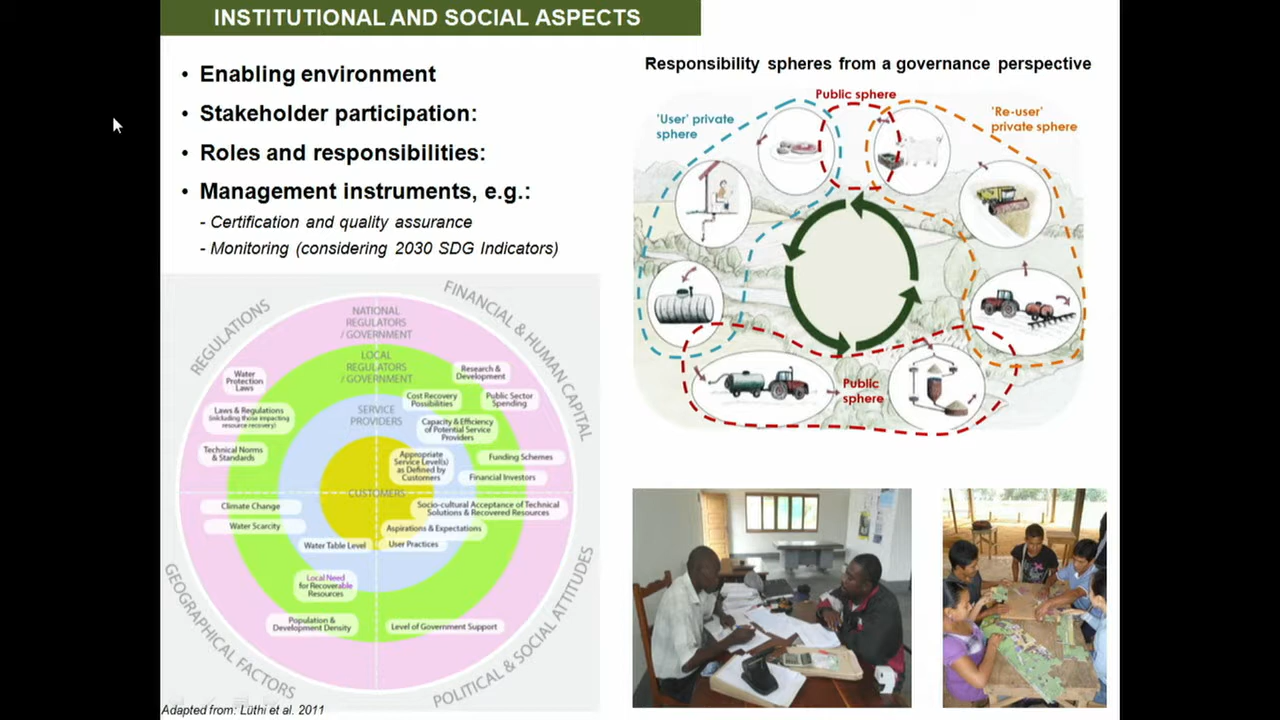 INSTITUTIONAL AND SOCIAL ASPECTS
• Enabling environment
• Stakeholder participation:
• Roles and responsibilities:
• Management instruments, e.g.:
- Certification and quality assurance
- Monitoring (considering 2030 SDG Indicators)
Responsibility spheres from a governance perspective
Public sphere
'User' private
sphere
'Re-user'
private sphere
Public
sphere
REGULATIONS
FINANCIAL & HUMAN CAPITAL
GEOGRAPHICAL FACTORS
POLITICAL & SOCIAL ATTITUDES
NATIONAL
REGULATORS
/ GOVERNMENT
LOCAL
REGULATORS
/ GOVERNMENT
SERVICE
PROVIDERS
CUSTOMERS
Water
Protection
Laws
Laws & Regulations
(inkluding those impacting
resource recovery)
Technical Norms
& Standards
Research &
Development
Cost Recovery
Possibilities
Public Sector
Spending
Capacity & Efficiency
of Potential Service
Providers
Appropriate
Service Level(s)
as Defined by
Customers
Funding Schemes
Financial Investors
Climate Change
Water Scarcity
Water Table Level
Local Need
for Recoverable
Resources
Population &
Development Density
Socio-cultural Acceptance of Technical
Solutions & Recovered Resources
Aspirations & Expectations
User Practices
Level of Government Support
Adapted from: Lüthi et al. 2011